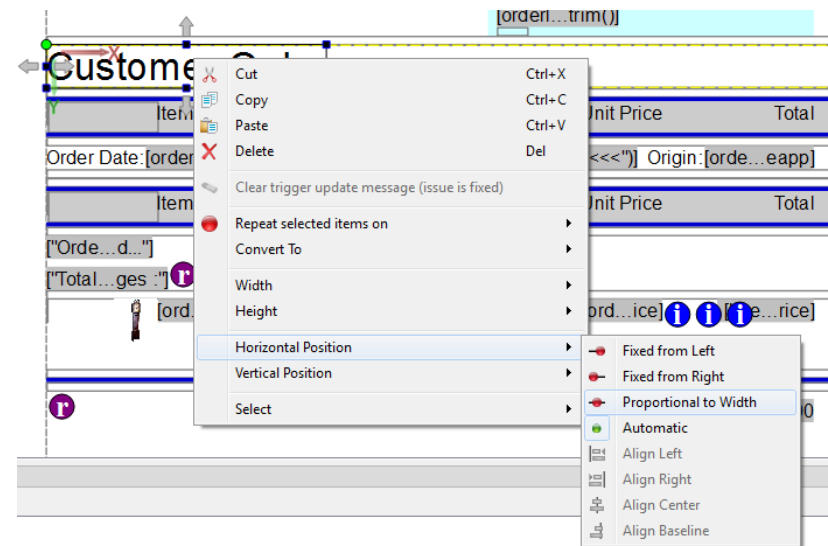 [orderl...trim()]
Customer Ord
Item
Unit Price
Total
Order Date:[order
<<<")] Origin:[orde...eapp]
Item
Unit Price
Total
["Orde...d..."]
["Total...ges :"] r
[ord.
ord...ice] i i i e...rice]
r
Cut Ctrl+X
Copy Ctrl+C
Paste Ctrl+V
Delete Del
Clear trigger update message (issue is fixed)
Repeat selected items on
Convert To
Width
Height
Horizontal Position
Vertical Position
Select
Fixed from Left
Fixed from Right
Proportional to Width
Automatic
Align Left
Align Right
Align Center
Align Baseline
X
Y